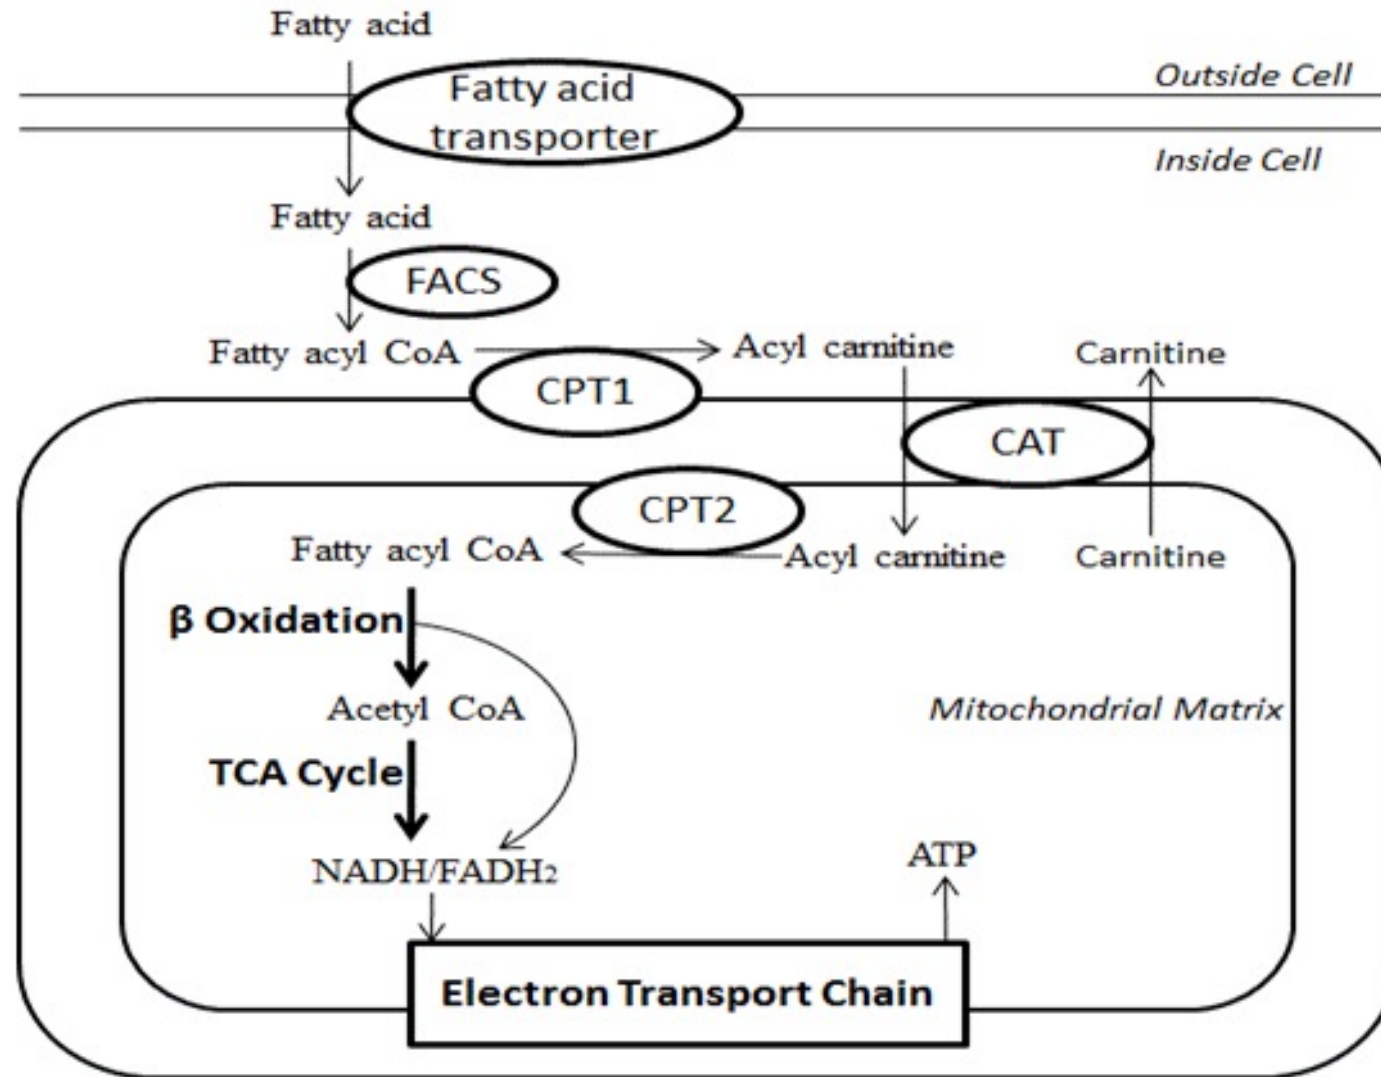 Fatty acid
Fatty acid
transporter
Outside Cell
Inside Cell
Fatty acid
FACS
Fatty acyl CoA
Acyl carnitine
Carnitine
CPT1
CAT
CPT2
Fatty acyl CoA
Acyl carnitine
Carnitine
β Oxidation
Acetyl CoA
Mitochondrial Matrix
TCA Cycle
NADH/FADH₂
ATP
Electron Transport Chain